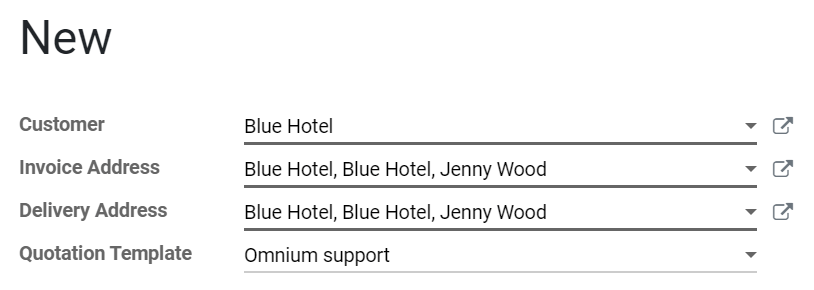 New
Customer Blue Hotel
Invoice Address Blue Hotel, Blue Hotel, Jenny Wood
Delivery Address Blue Hotel, Blue Hotel, Jenny Wood
Quotation Template Omnium support